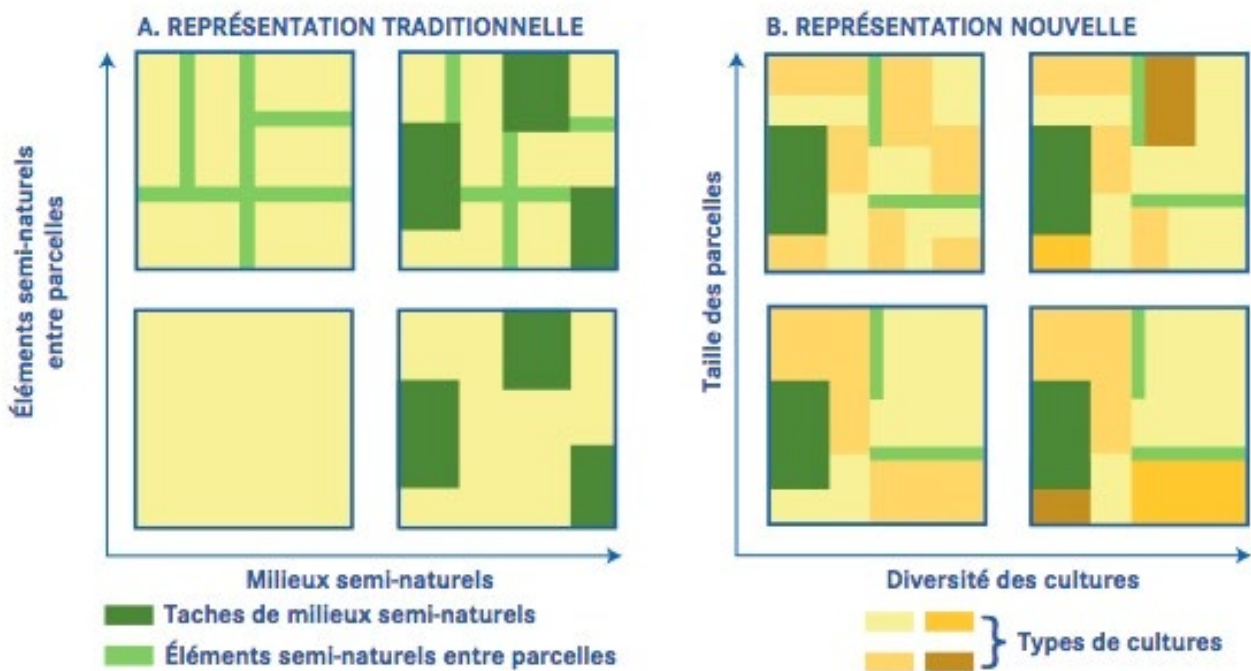 A. REPRÉSENTATION TRADITIONNELLE
Éléments semi-naturels
entre parcelles
Milieux semi-naturels
Taches de milieux semi-naturels
Éléments semi-naturels entre parcelles
B. REPRÉSENTATION NOUVELLE
Taille des parcelles
Diversité des cultures
Types de cultures